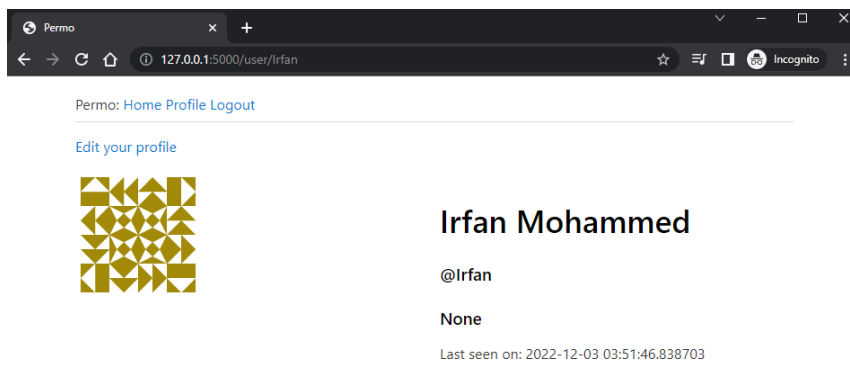 Permo
127.0.0.1:5000/user/Irfan
Incognito
Permo: Home Profile Logout
Edit your profile
Irfan Mohammed
@Irfan
None
Last seen on: 2022-12-03 03:51:46.838703